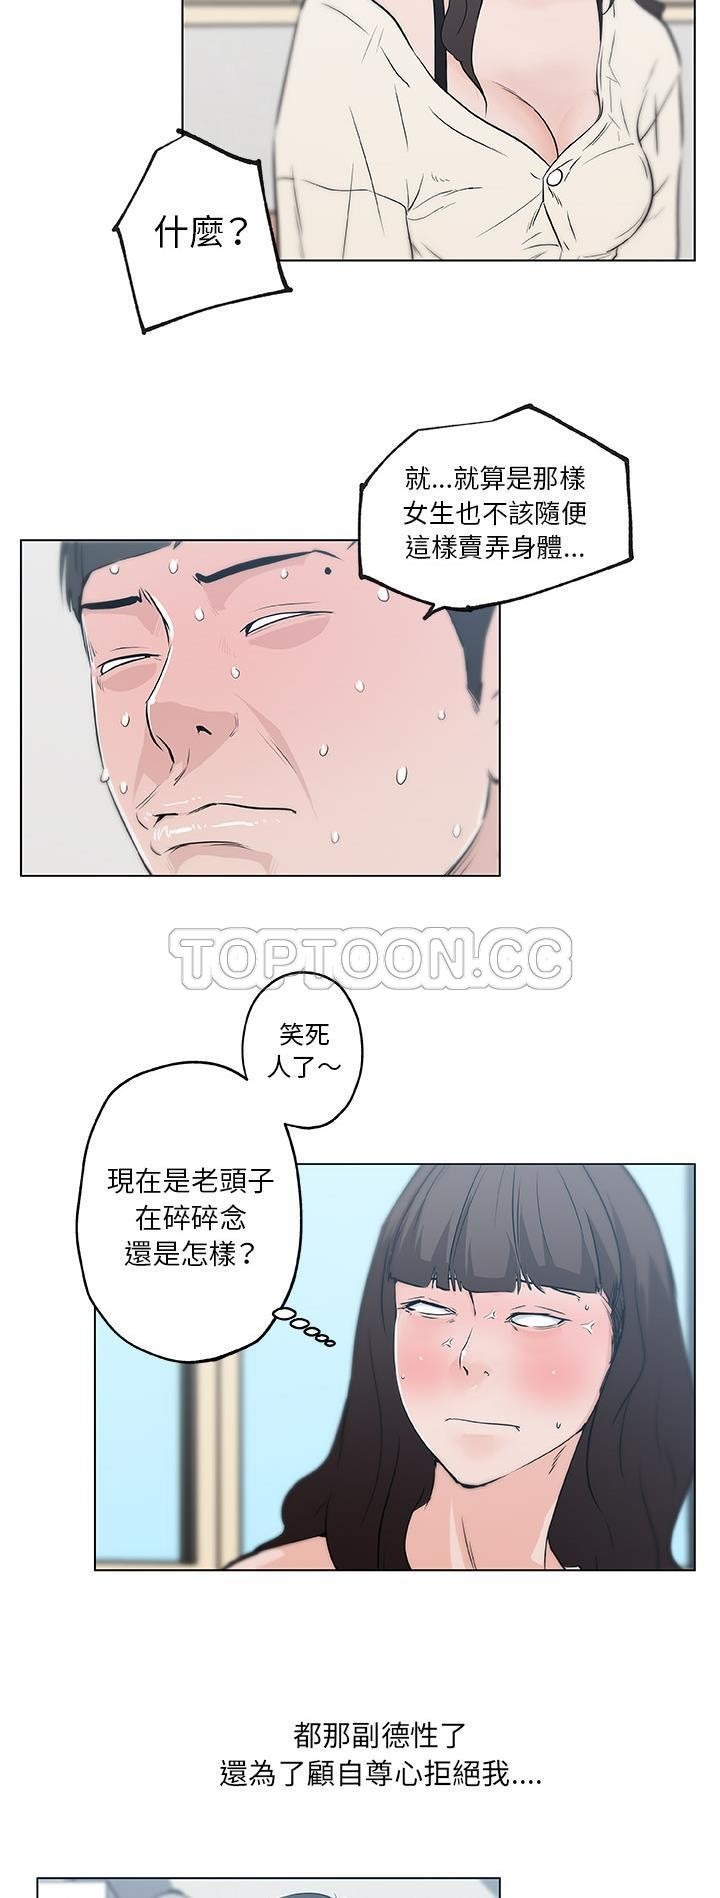 什麼？
就...就算是那樣
女生也不該隨便
這樣賣弄身體...
TOPTOON.CC
笑死
人了～
現在是老頭子
在碎碎念
還是怎樣？
都那副德性了
還為了顧自尊心拒絕我....